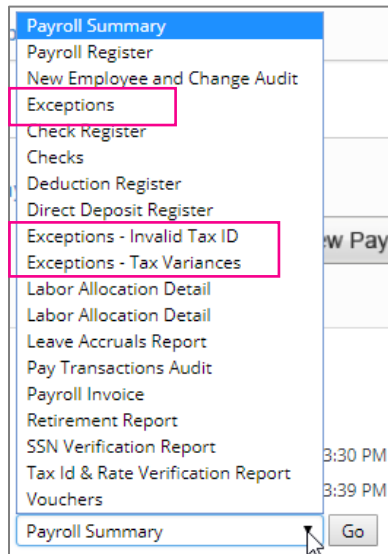 Payroll Summary
Payroll Register
New Employee and Change Audit
Exceptions
Check Register
Checks
Deduction Register
Direct Deposit Register
Exceptions - Invalid Tax ID
ew Pay
Exceptions - Tax Variances
Labor Allocation Detail
Labor Allocation Detail
Leave Accruals Report
Pay Transactions Audit
Payroll Invoice
Retirement Report
SSN Verification Report
3:30 PM
Tax Id & Rate Verification Report
3:39 PM
Vouchers
Payroll Summary
Go